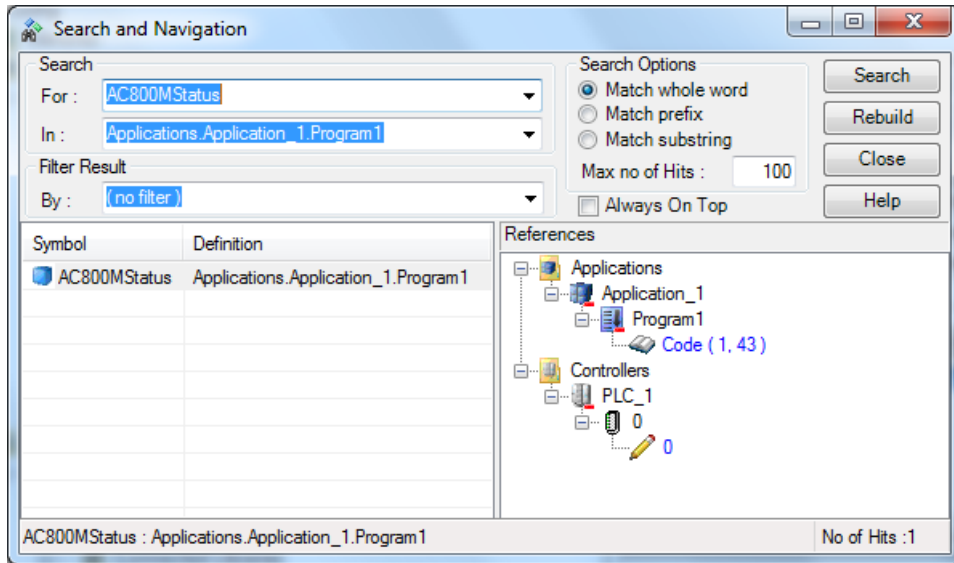 Search and Navigation
Search
For :
AC800MStatus
In :
Applications.Application_1.Program1
Filter Result
By :
( no filter )
Search Options
Match whole word
Match prefix
Match substring
Max no of Hits :
100
Always On Top
Search
Rebuild
Close
Help
Symbol
Definition
AC800MStatus
Applications.Application_1.Program1
References
Applications
Application_1
Program1
Code ( 1, 43 )
Controllers
PLC_1
0
0
AC800MStatus : Applications.Application_1.Program1
No of Hits :1